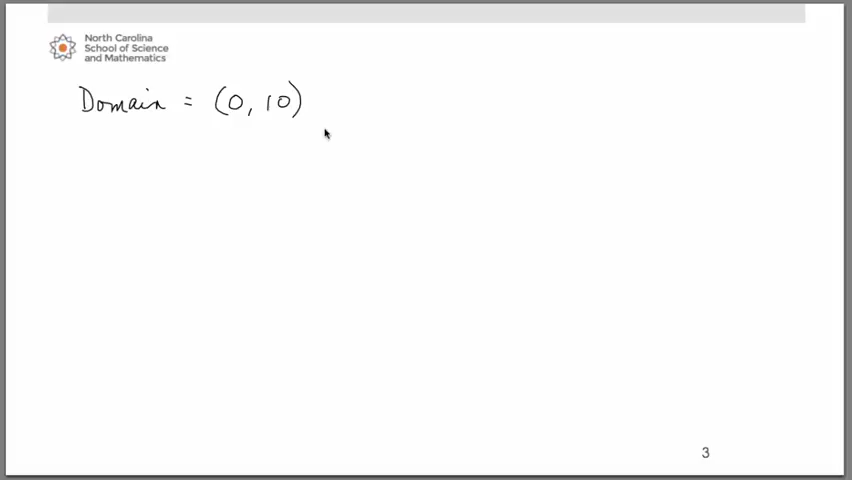 North Carolina
School of Science
and Mathematics
Domain = (0, 10)
3